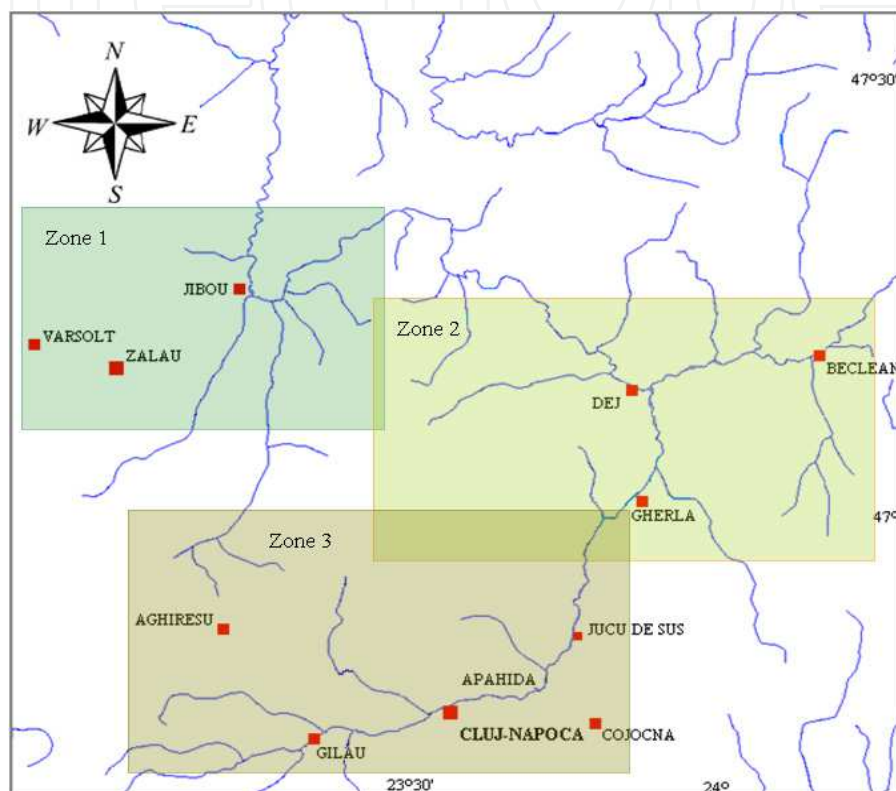 N
W
E
S
47°30'
Zone 1
JIBOU
VARSOLT
ZALAU
Zone 2
BECLEAN
DEJ
GHERLA
47°
Zone 3
AGHIRESU
JUCU DE SUS
APAHIDA
CLUJ-NAPOCA
COJOCNA
GILAU
23°30'
24°